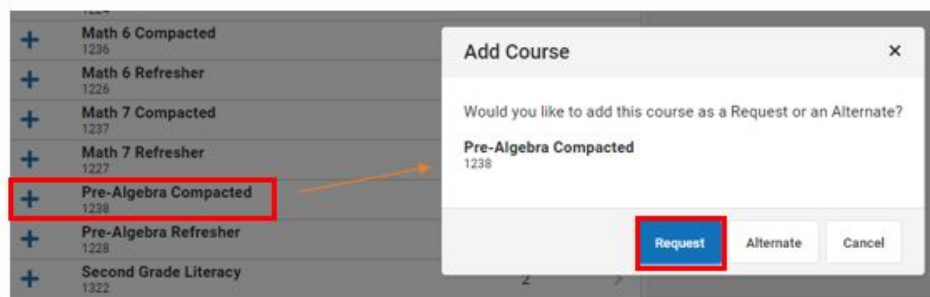 1224
Math 6 Compacted
1236
Math 6 Refresher
1226
Math 7 Compacted
1237
Math 7 Refresher
1227
Pre-Algebra Compacted
1238
Pre-Algebra Refresher
1228
Second Grade Literacy
1322
2
Add Course
Would you like to add this course as a Request or an Alternate?
Pre-Algebra Compacted
1238
Request Alternate Cancel